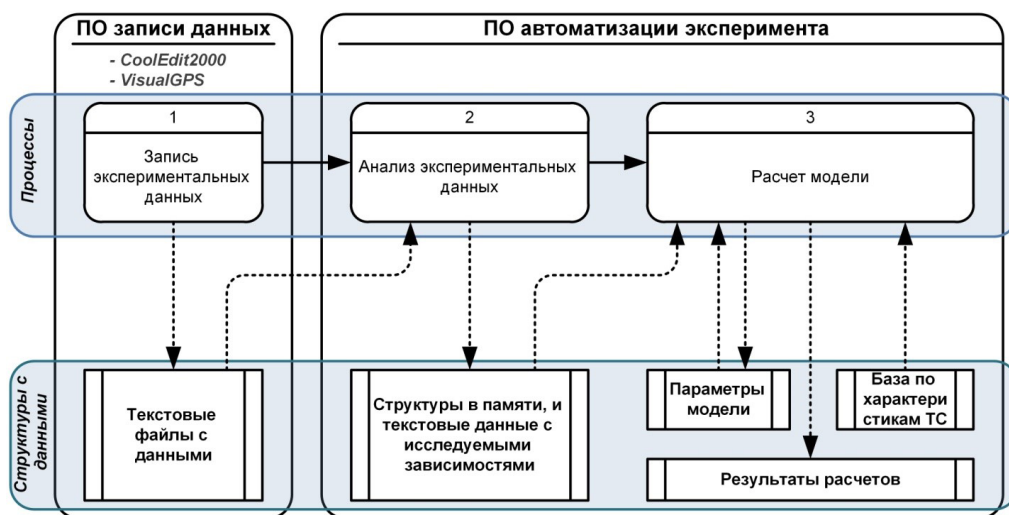 ПО записи данных
- CoolEdit2000
- VisualGPS
ПО автоматизации эксперимента
Процессы
1
Запись
экспериментальных
данных
2
Анализ экспериментальных
данных
3
Расчет модели
Структуры с
данными
Текстовые
файлы с
данными
Структуры в памяти, и
текстовые данные с
исследуемыми
зависимостями
Параметры
модели
База по
характери
стикам ТС
Результаты расчетов